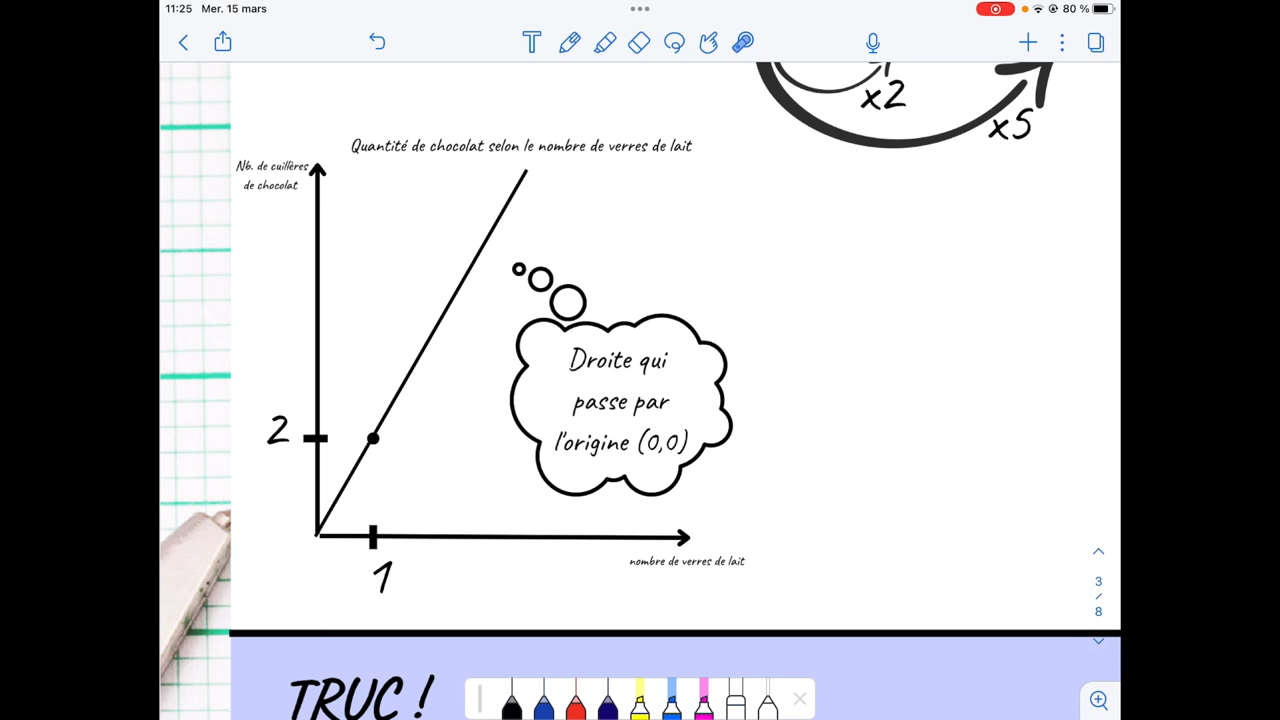 11:25 Mer. 15 mars
80 %
x2
x5
Quantité de chocolat selon le nombre de verres de lait
Nb. de cuillères
de chocolat
Droite qui
passe par
l'origine (0,0)
2
1
nombre de verres de lait
3
/
8
TRUC !